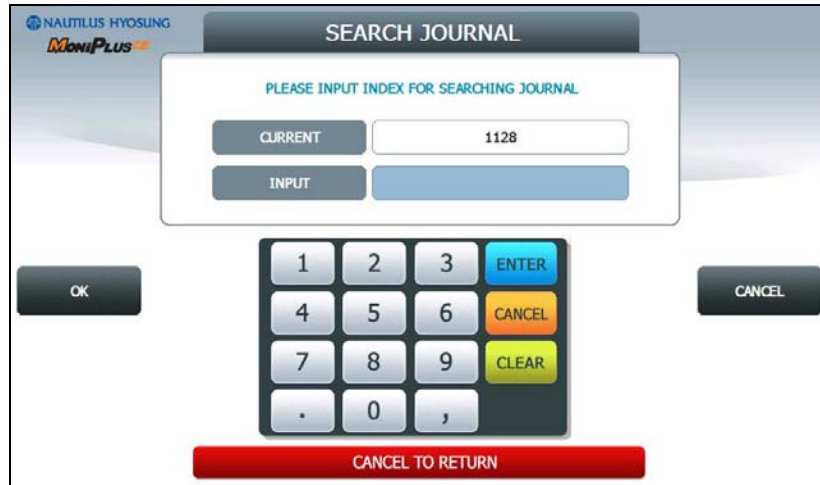 NAUTILUS HYOSUNG
MoniPlus CE
SEARCH JOURNAL
PLEASE INPUT INDEX FOR SEARCHING JOURNAL
CURRENT 1128
INPUT
1 2 3 ENTER
OK
CANCEL
4 5 6 CANCEL
7 8 9 CLEAR
. 0 ,
CANCEL TO RETURN